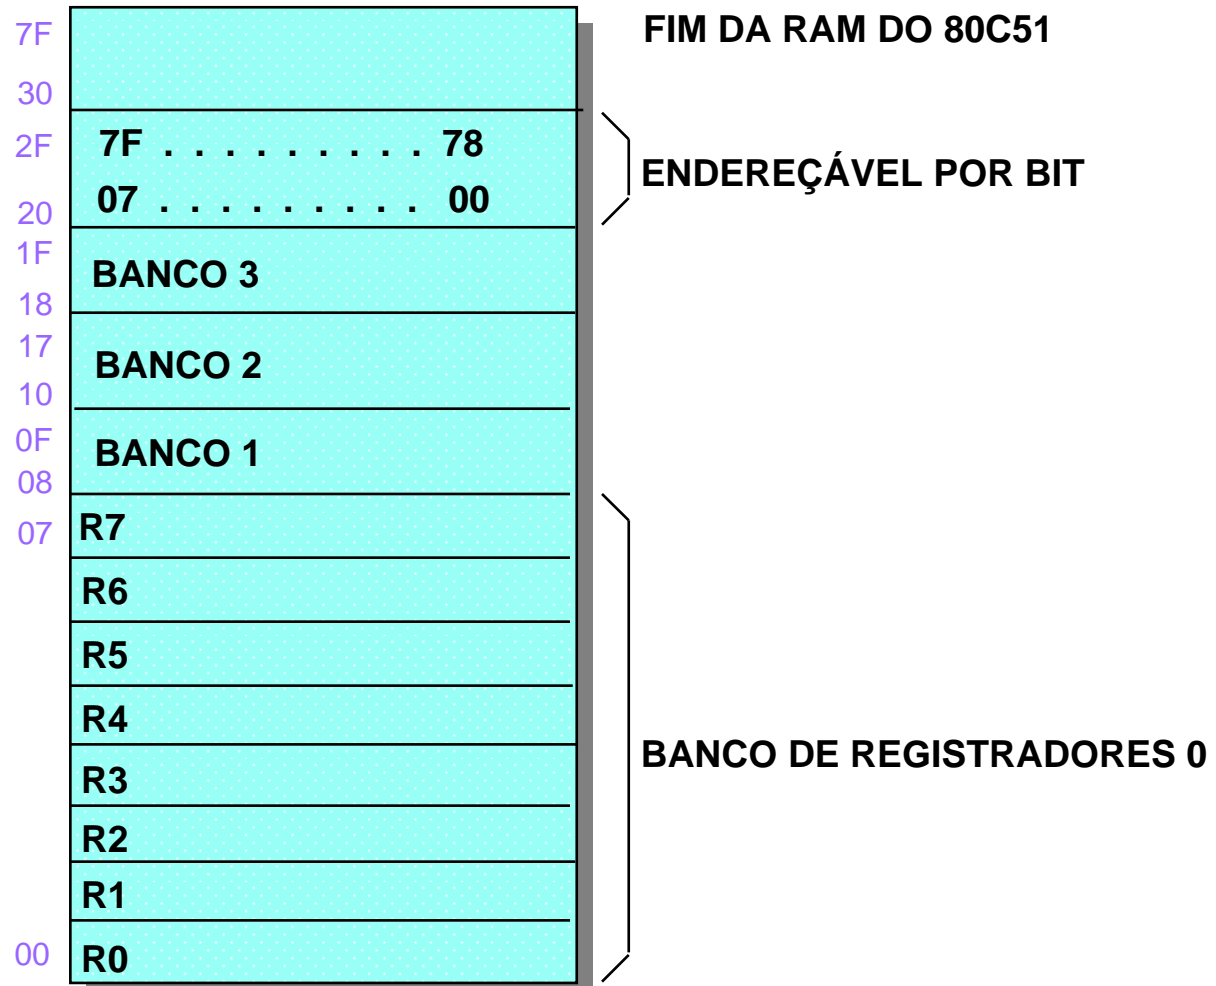 7F
FIM DA RAM DO 80C51
30
2F
7F . . . . . . . . . 78
ENDEREÇÁVEL POR BIT
07 . . . . . . . . . 00
20
1F
BANCO 3
18
17
BANCO 2
10
0F
BANCO 1
08
07
R7
R6
R5
R4
BANCO DE REGISTRADORES 0
R3
R2
R1
00
R0